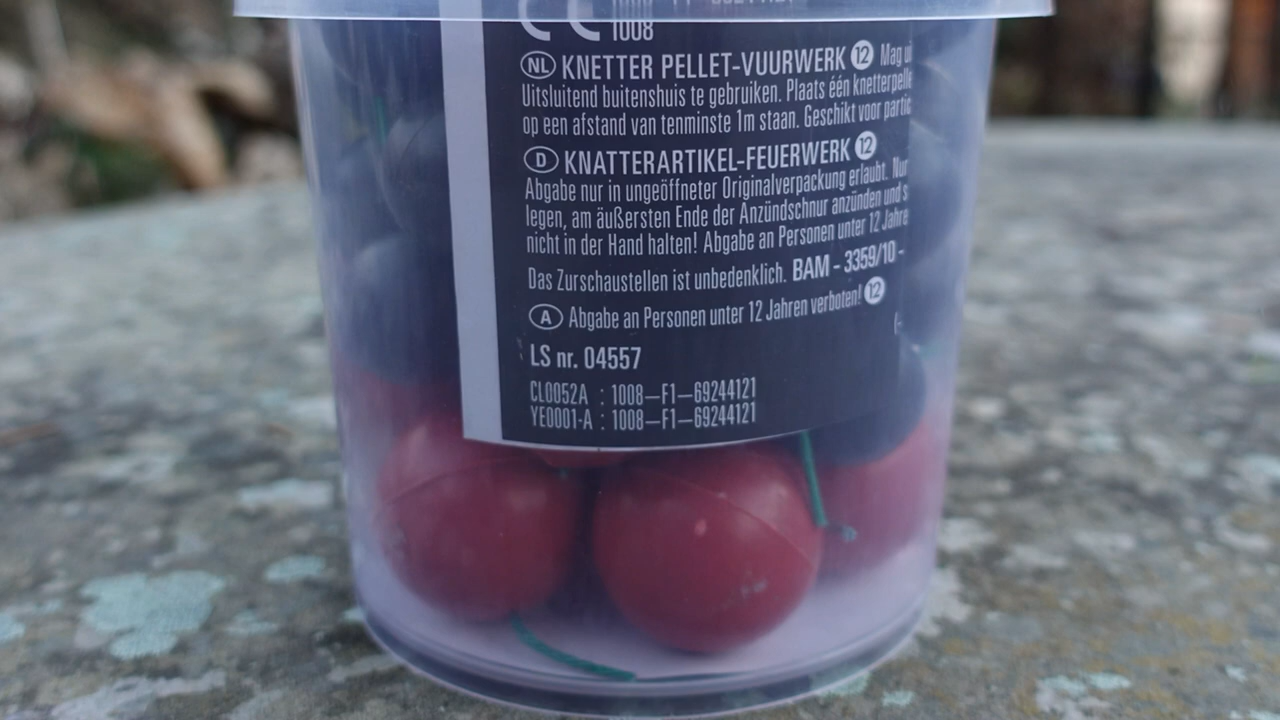 CE 1008
NL KNETTER PELLET-VUURWERK 12 Mag
Uitsluitend buitenshuis te gebruiken. Plaats één
op een afstand van tenminste 1m staan. Geschikt voor
D KNATTERARTIKEL-FEUERWERK 12
Abgabe nur in ungeöffneter Originalverpackung erlaubt. Nur
legen, am äußersten Ende der Anzündschnur anzünden und
nicht in der Hand halten! Abgabe an Personen unter 12 Jahre
Das Zurschaustellen ist unbedenklich. BAM - 3359/10 -
A Abgabe an Personen unter 12 Jahren verboten! 12
LS nr. 04557
CL0052A : 1008-F1-69244121
YE0001-A : 1008-F1-69244121